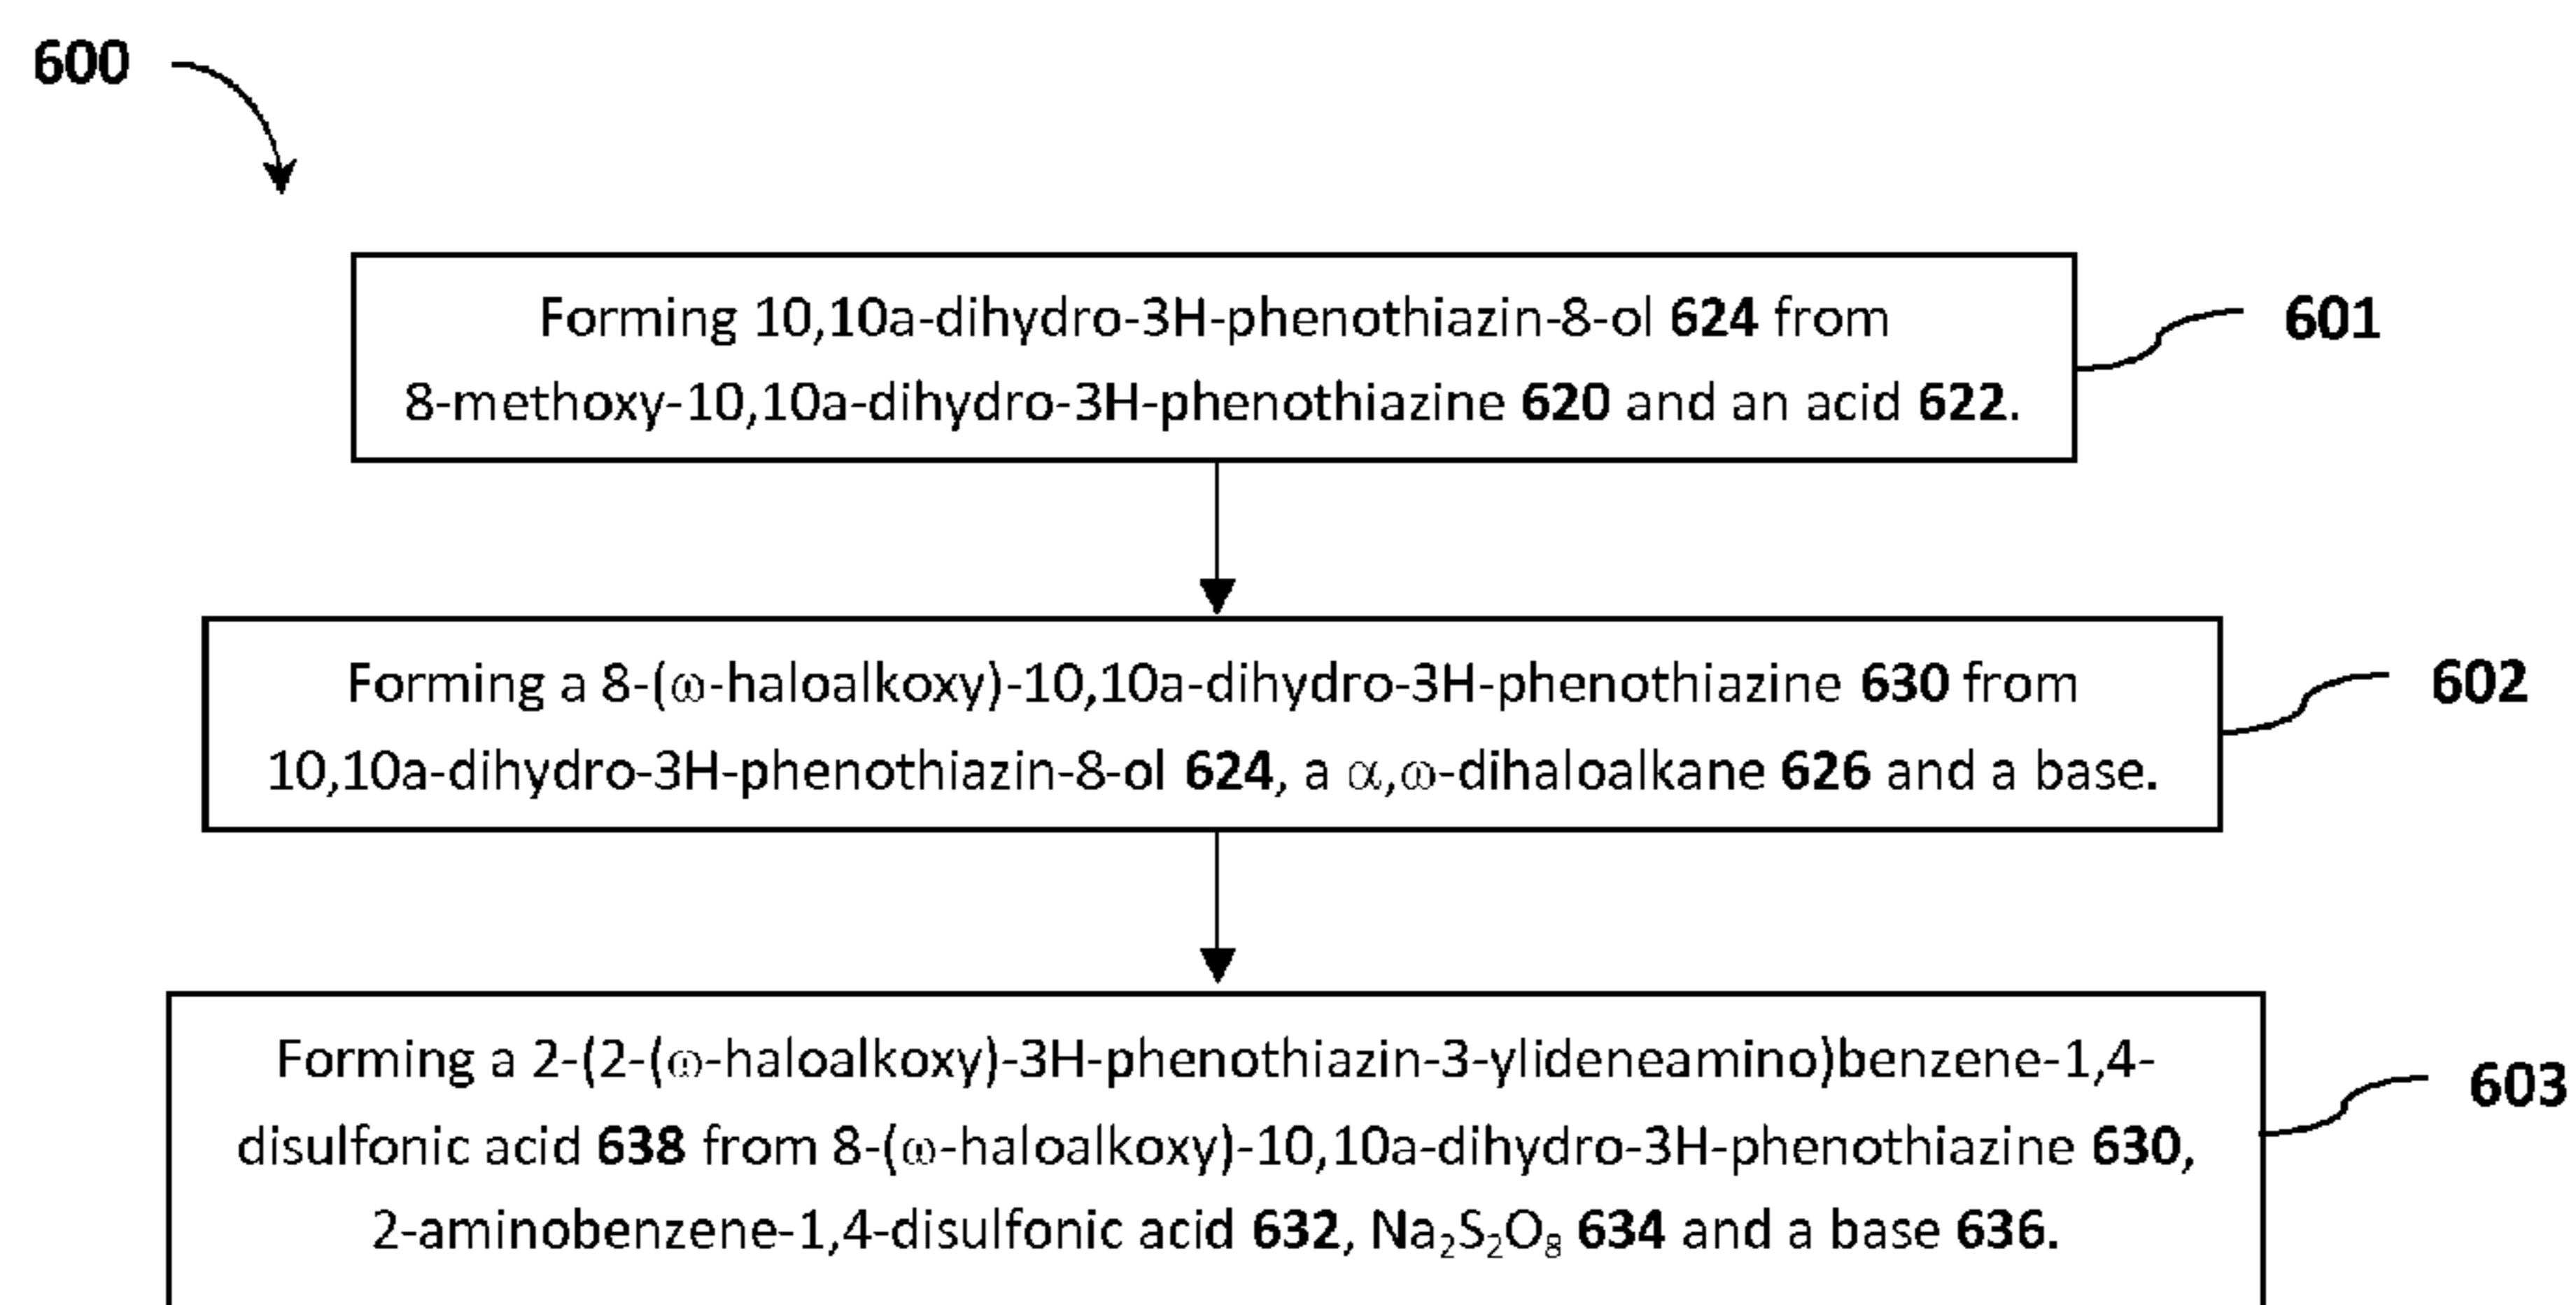 600
Forming 10,10a-dihydro-3H-phenothiazin-8-ol 624 from
8-methoxy-10,10a-dihydro-3H-phenothiazine 620 and an acid 622.
601
Forming a 8-(ω-haloalkoxy)-10,10a-dihydro-3H-phenothiazine 630 from
10,10a-dihydro-3H-phenothiazin-8-ol 624, a α,ω-dihaloalkane 626 and a base.
602
Forming a 2-(2-(ω-haloalkoxy)-3H-phenothiazin-3-ylideneamino)benzene-1,4-
disulfonic acid 638 from 8-(ω-haloalkoxy)-10,10a-dihydro-3H-phenothiazine 630,
2-aminobenzene-1,4-disulfonic acid 632, Na₂S₂O₈ 634 and a base 636.
603